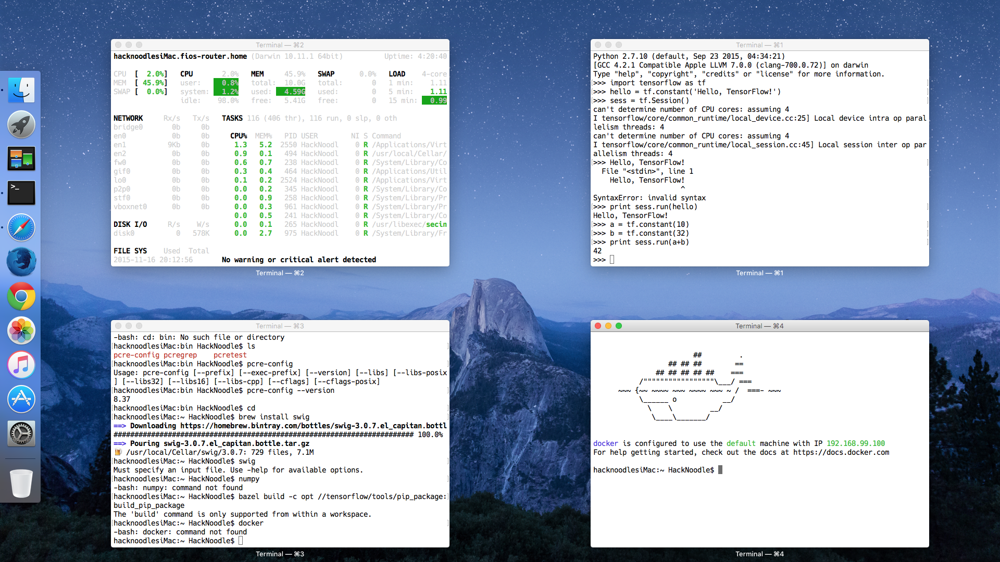 Terminal — ⌘2
hacknoodlesiMac.fios-router.home (Darwin 10.11.1 64bit) Uptime: 4:20:40
CPU [ 2.0%] CPU 2.0% MEM 45.9% SWAP 0.0% LOAD 4-core
MEM [ 45.9%] user: 0.8% total: 10.0G total: 0 1 min: 1.11
SWAP [ 0.0%] system: 1.2% used: 4.59G used: 0 5 min: 1.11
idle: 98.0% free: 5.41G free: 0 15 min: 0.99
NETWORK Rx/s Tx/s TASKS 116 (406 thr), 116 run, 0 slp, 0 oth
bridge0 0b 0b
en0 0b 0b CPU% MEM% PID USER NI S Command
en1 9Kb 0b 1.3 5.2 2550 HackNoodl 0 R /Applications/Virt
en2 0b 0b 0.9 0.1 494 HackNoodl 0 R /usr/local/Cellar/
fw0 0b 0b 0.6 0.7 238 HackNoodl 0 R /System/Library/Co
gif0 0b 0b 0.3 0.4 464 HackNoodl 0 R /Applications/Util
lo0 0b 0b 0.1 0.2 2524 HackNoodl 0 R /Applications/Virt
p2p0 0b 0b 0.0 0.2 345 HackNoodl 0 R /System/Library/Co
stf0 0b 0b 0.0 0.9 258 HackNoodl 0 R /System/Library/Pr
vboxnet0 0b 0b 0.0 0.3 961 HackNoodl 0 R /System/Library/Pr
0.0 0.5 241 HackNoodl 0 R /System/Library/Co
DISK I/O R/s W/s 0.0 0.1 265 HackNoodl 0 R /usr/libexec/secin
disk0 0 578K 0.0 2.7 975 HackNoodl 0 R /System/Library/Fr
FILE SYS Used Total
2015-11-16 20:12:56 No warning or critical alert detected
Terminal — ⌘2
Terminal — ⌘1
Python 2.7.10 (default, Sep 23 2015, 04:34:21)
[GCC 4.2.1 Compatible Apple LLVM 7.0.0 (clang-700.0.72)] on darwin
Type "help", "copyright", "credits" or "license" for more information.
[>>> import tensorflow as tf ]
[>>> hello = tf.constant('Hello, TensorFlow!') ]
[>>> sess = tf.Session() ]
can't determine number of CPU cores: assuming 4
I tensorflow/core/common_runtime/local_device.cc:25] Local device intra op paral
lelism threads: 4
can't determine number of CPU cores: assuming 4
I tensorflow/core/common_runtime/local_session.cc:45] Local session inter op par
allelism threads: 4
[>>> Hello, TensorFlow! ]
File "<stdin>", line 1
Hello, TensorFlow!
^
SyntaxError: invalid syntax
[>>> print sess.run(hello) ]
Hello, TensorFlow!
[>>> a = tf.constant(10) ]
[>>> b = tf.constant(32) ]
[>>> print sess.run(a+b) ]
42
>>>
Terminal — ⌘1
Terminal — ⌘3
-bash: cd: bin: No such file or directory
[hacknoodlesiMac:bin HackNoodle$ ls ]
pcre-config pcregrep pcretest
[hacknoodlesiMac:bin HackNoodle$ pcre-config ]
Usage: pcre-config [--prefix] [--exec-prefix] [--version] [--libs] [--libs-posix
] [--libs32] [--libs16] [--libs-cpp] [--cflags] [--cflags-posix]
[hacknoodlesiMac:bin HackNoodle$ pcre-config --version ]
8.37
[hacknoodlesiMac:bin HackNoodle$ cd ]
[hacknoodlesiMac:~ HackNoodle$ brew install swig ]
==> Downloading https://homebrew.bintray.com/bottles/swig-3.0.7.el_capitan.bottl
######################################################################## 100.0%
==> Pouring swig-3.0.7.el_capitan.bottle.tar.gz
🍺 /usr/local/Cellar/swig/3.0.7: 729 files, 7.1M
[hacknoodlesiMac:~ HackNoodle$ swig ]
Must specify an input file. Use -help for available options.
[hacknoodlesiMac:~ HackNoodle$ numpy ]
-bash: numpy: command not found
[hacknoodlesiMac:~ HackNoodle$ bazel build -c opt //tensorflow/tools/pip_package:]
build_pip_package
The 'build' command is only supported from within a workspace.
[hacknoodlesiMac:~ HackNoodle$ docker ]
-bash: docker: command not found
hacknoodlesiMac:~ HackNoodle$
Terminal — ⌘3
>_
Terminal — ⌘4
## .
## ## ## ==
## ## ## ## ## ===
/"""""""""""""""""\___/ ===
~~~ {~~ ~~~~ ~~~ ~~~~ ~~~ ~ / ===- ~~~
\______ o __/
\ \ __/
\____\_______/
docker is configured to use the default machine with IP 192.168.99.100
For help getting started, check out the docs at https://docs.docker.com
hacknoodlesiMac:~ HackNoodle$
Terminal — ⌘4